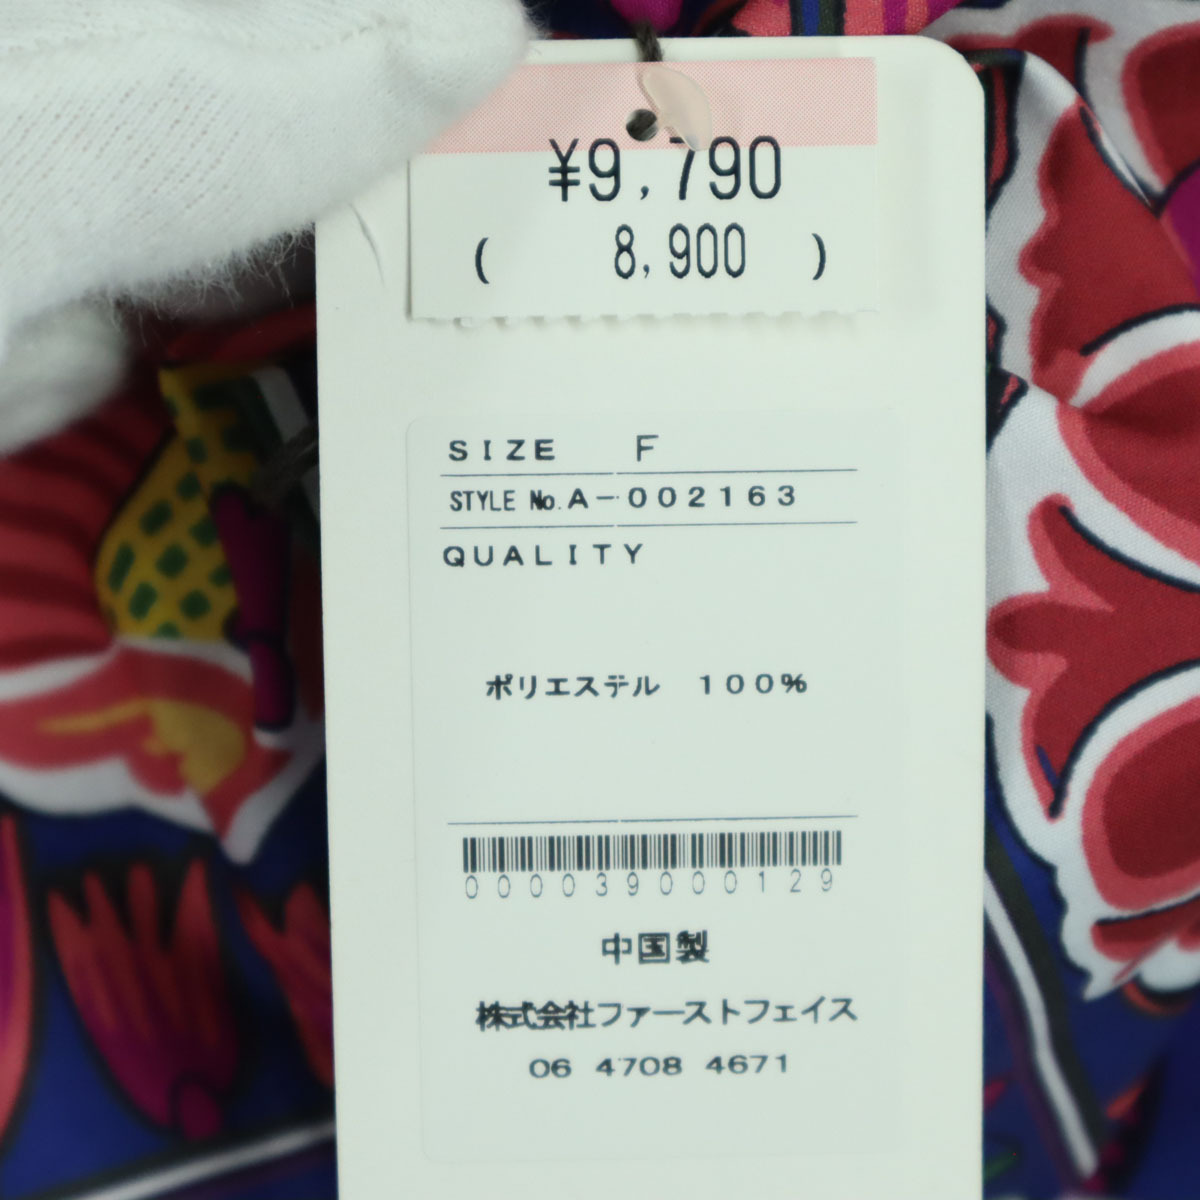 ¥9,790
( 8,900 )
SIZE F
STYLE No.A-002163
QUALITY
ポリエステル 100%
000039000129
中国製
株式会社ファーストフェイス
06 4708 4671